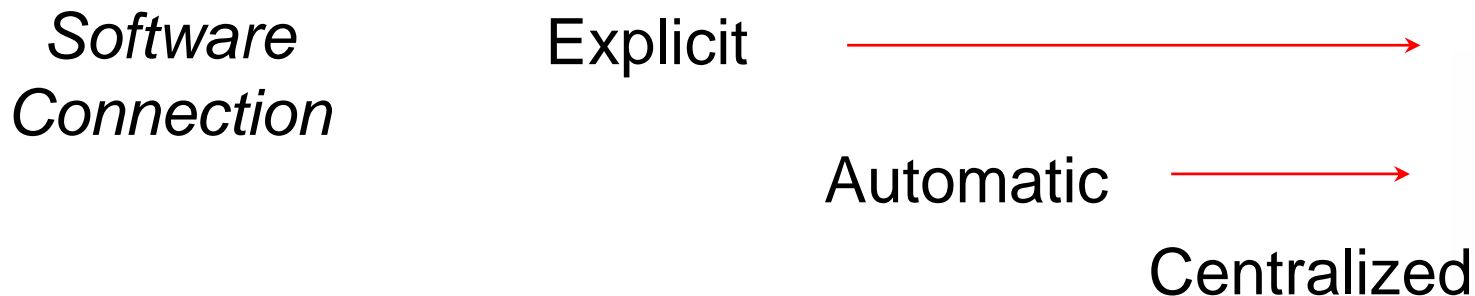 Software
Connection
Explicit
Automatic
Centralized